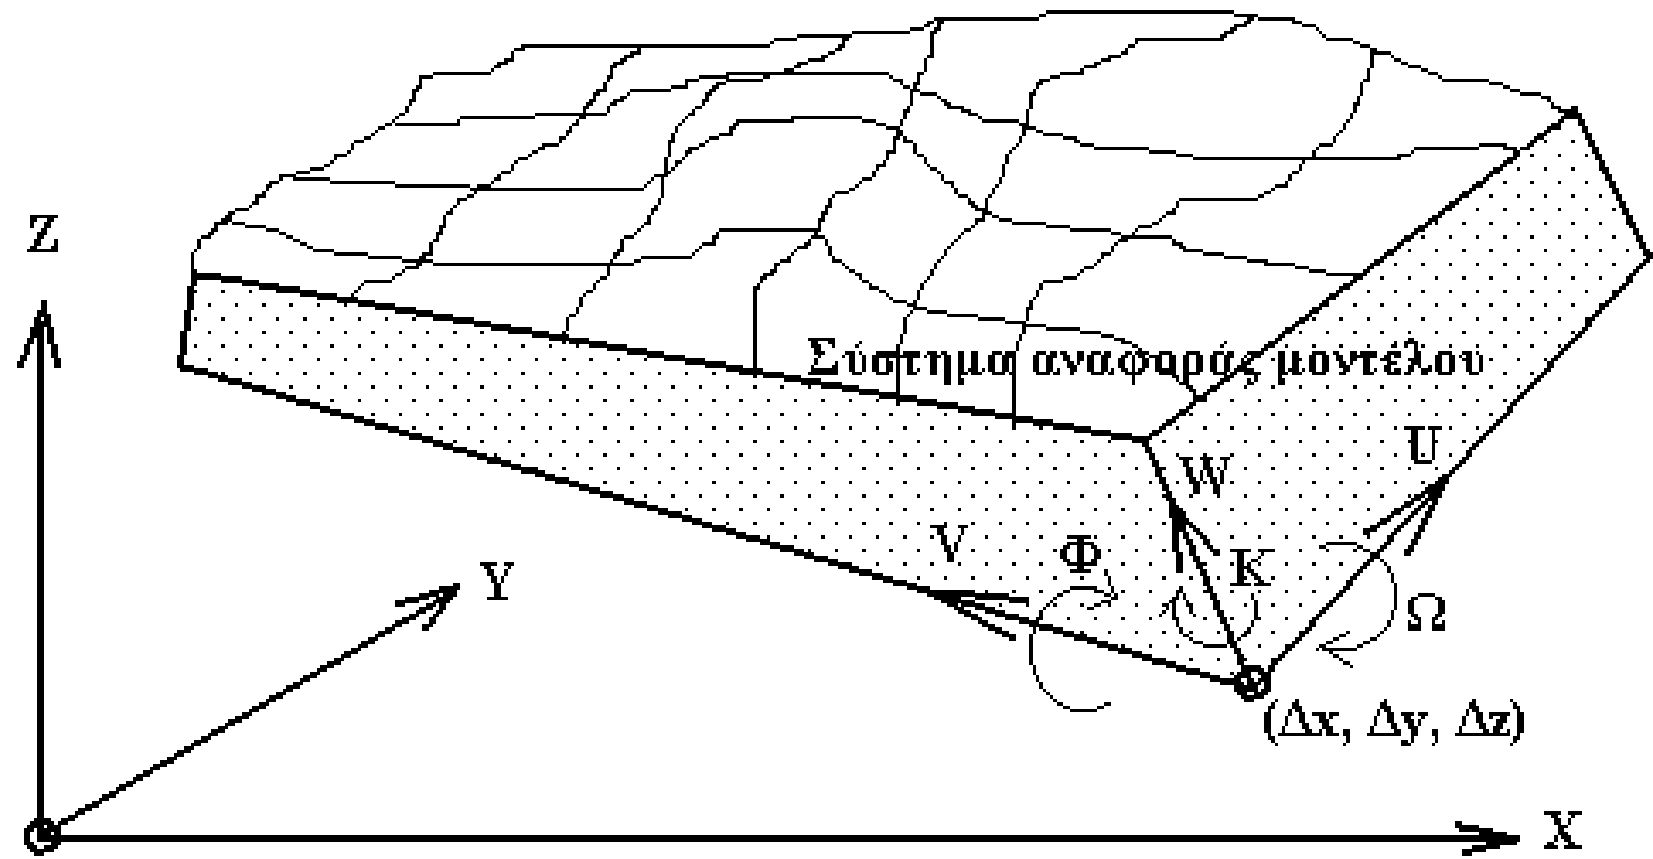 Z
Σύστημα αναφοράς μοντέλου
U
W
V
Φ
K
Y
Ω
(Δx, Δy, Δz)
X